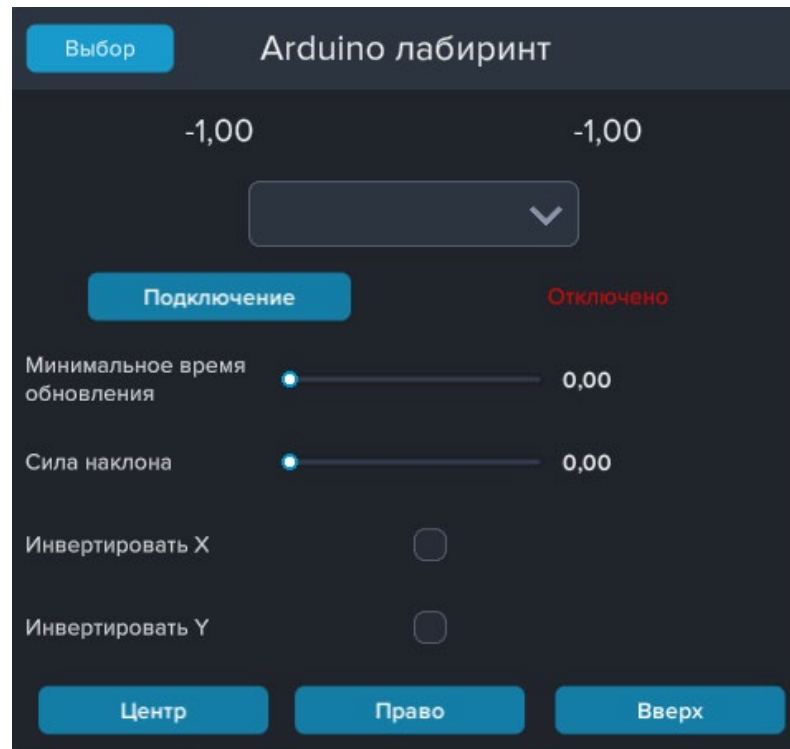 Выбор
Arduino лабиринт
-1,00
-1,00
Подключение
Отключено
Минимальное время
обновления
0,00
Сила наклона
0,00
Инвертировать X
Инвертировать Y
Центр
Право
Вверх